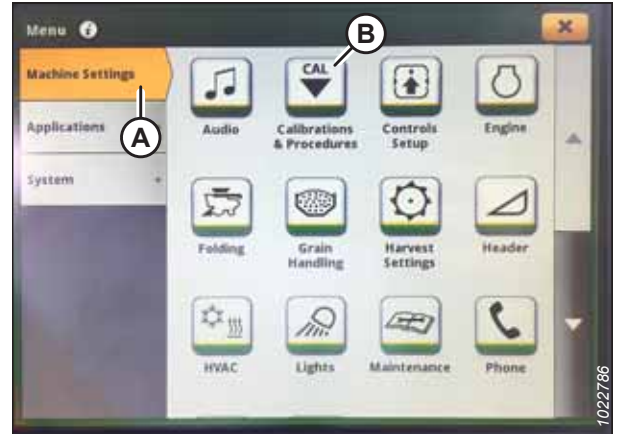 Menu i
B
Machine Settings
A
Applications
System
CAL
Audio
Calibrations
& Procedures
Controls
Setup
Engine
Folding
Grain
Handling
Harvest
Settings
Header
HVAC
Lights
Maintenance
Phone
1022786